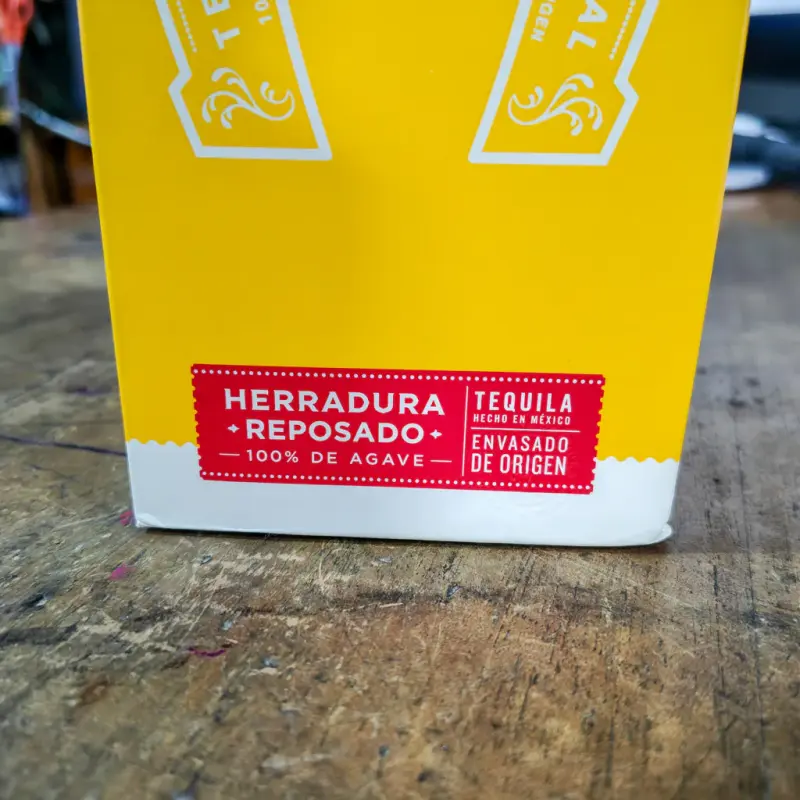 HERRADURA
REPOSADO
100% DE AGAVE
TEQUILA
HECHO EN MÉXICO
ENVASADO
DE ORIGEN